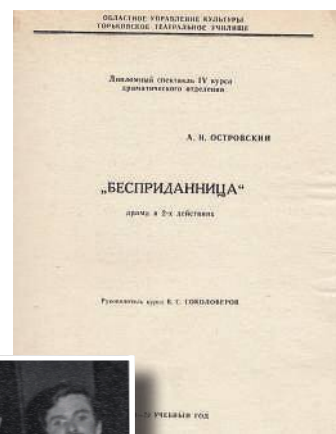 ОБЛАСТНОЕ УПРАВЛЕНИЕ КУЛЬТУРЫ
ГОРЬКОВСКОЕ ТЕАТРАЛЬНОЕ УЧИЛИЩЕ
Дипломный спектакль IV курса
драматического отделения
А. Н. ОСТРОВСКИЙ
„БЕСПРИДАННИЦА“
драма в 2-х действиях
Руководитель курса В. Г. СОКОЛОВЕРОВ
УЧЕБНЫЙ ГОД